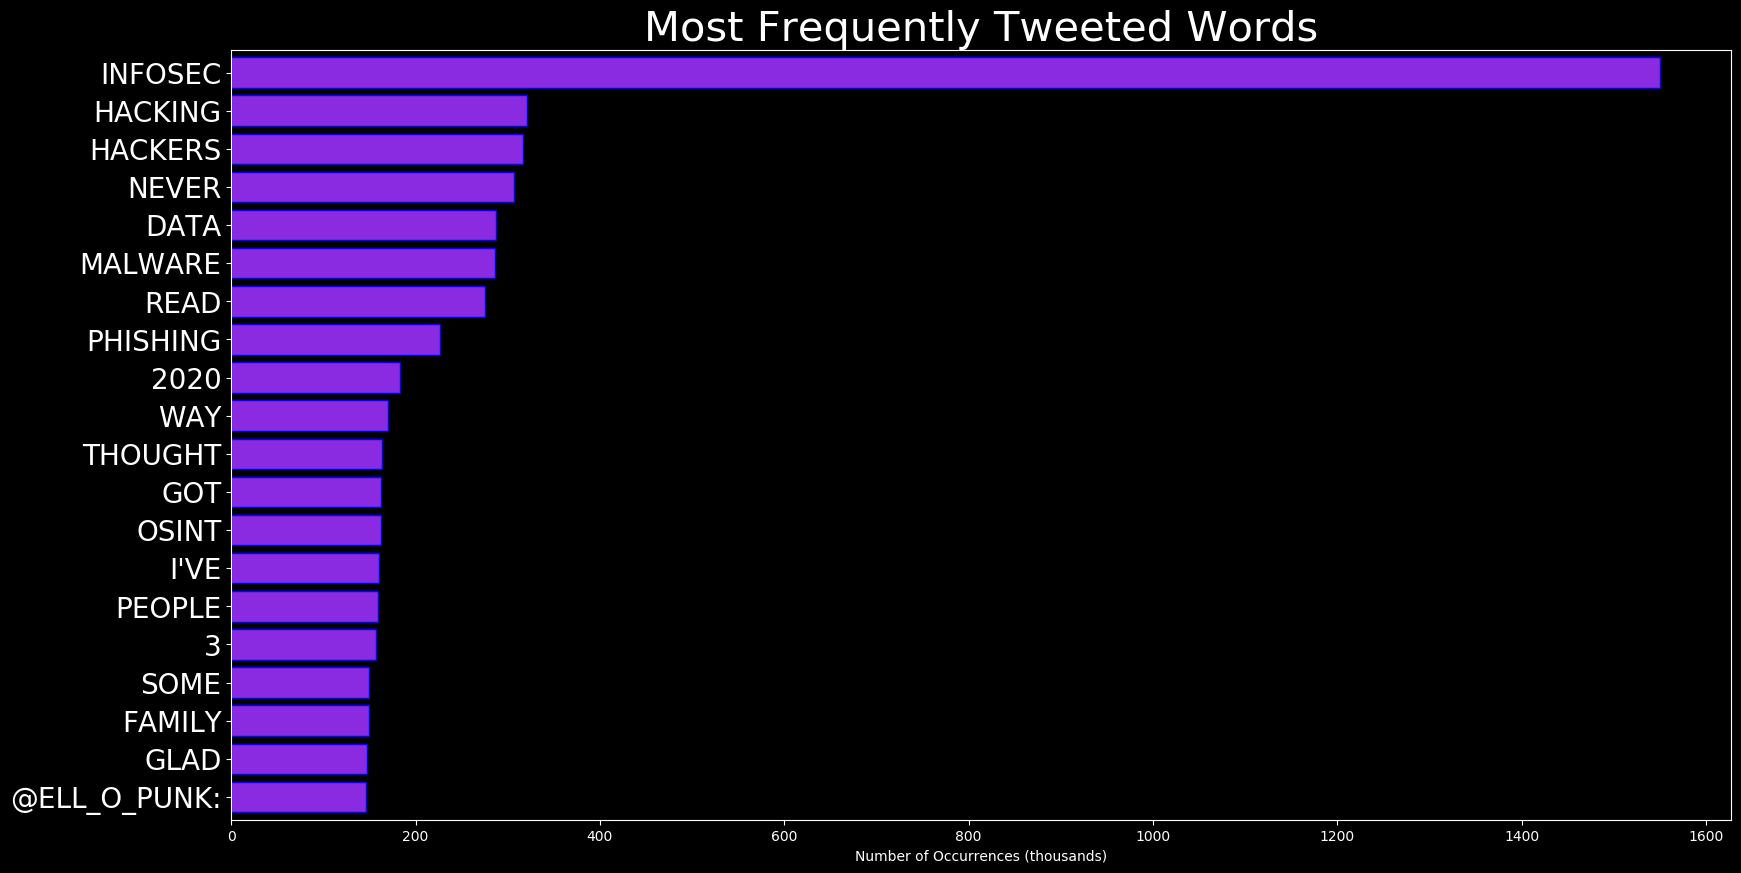 Most Frequently Tweeted Words
INFOSEC
HACKING
HACKERS
NEVER
DATA
MALWARE
READ
PHISHING
2020
WAY
THOUGHT
GOT
OSINT
I'VE
PEOPLE
3
SOME
FAMILY
GLAD
@ELL_O_PUNK:
0 200 400 600 800 1000 1200 1400 1600
Number of Occurrences (thousands)